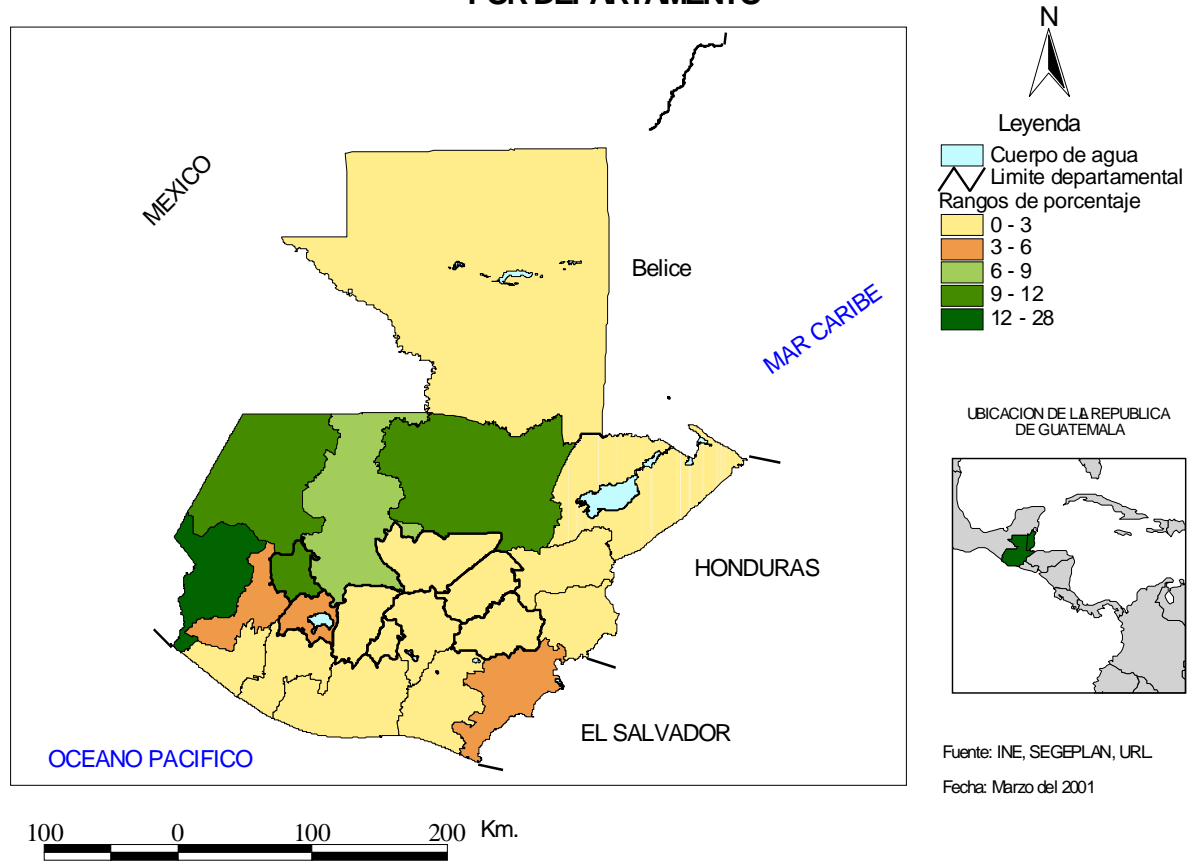 POR DEPARTAMENTO
N
Leyenda
Cuerpo de agua
Limite departamental
Rangos de porcentaje
0 - 3
3 - 6
6 - 9
9 - 12
12 - 28
MEXICO
Belice
MAR CARIBE
HONDURAS
EL SALVADOR
OCEANO PACIFICO
UBICACION DE LA REPUBLICA
DE GUATEMALA
Fuente: INE, SEGEPLAN, URL
Fecha: Marzo del 2001
100 0 100 200 Km.